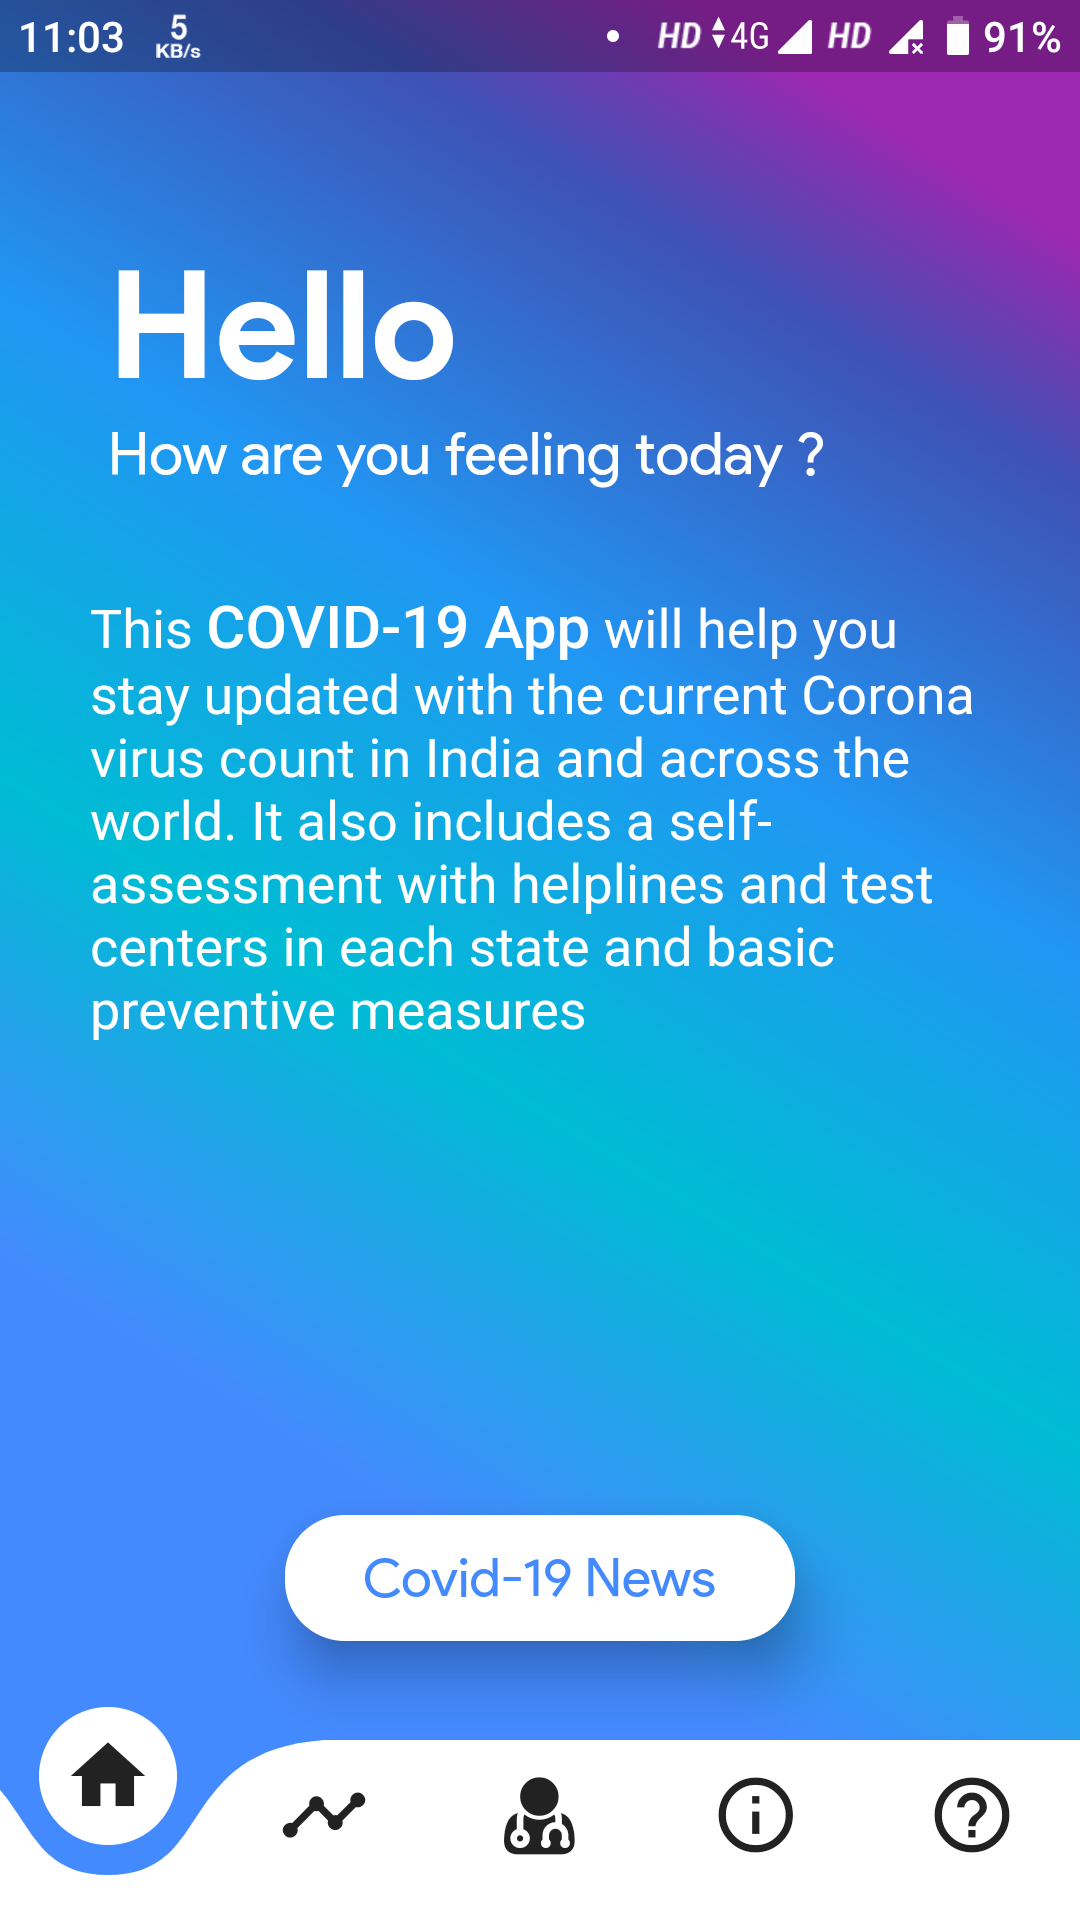 11:03 5 KB/s HD 4G HD 91%
Hello
How are you feeling today ?
This COVID-19 App will help you
stay updated with the current Corona
virus count in India and across the
world. It also includes a self-
assessment with helplines and test
centers in each state and basic
preventive measures
Covid-19 News